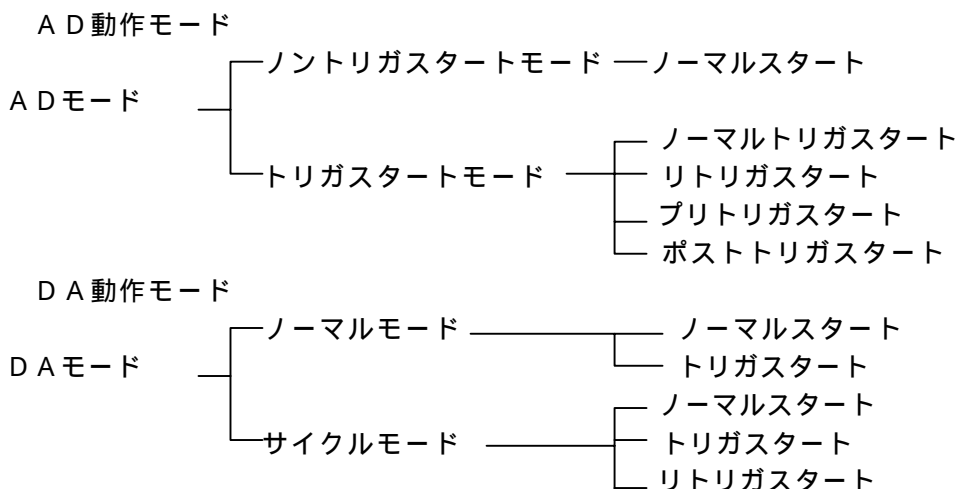 ＡＤ動作モード
ノントリガスタートモード ノーマルスタート
ＡＤモード
ノーマルトリガスタート
トリガスタートモード リトリガスタート
プリトリガスタート
ポストトリガスタート
ＤＡ動作モード
ノーマルモード ノーマルスタート
ＤＡモード トリガスタート
ノーマルスタート
サイクルモード トリガスタート
リトリガスタート